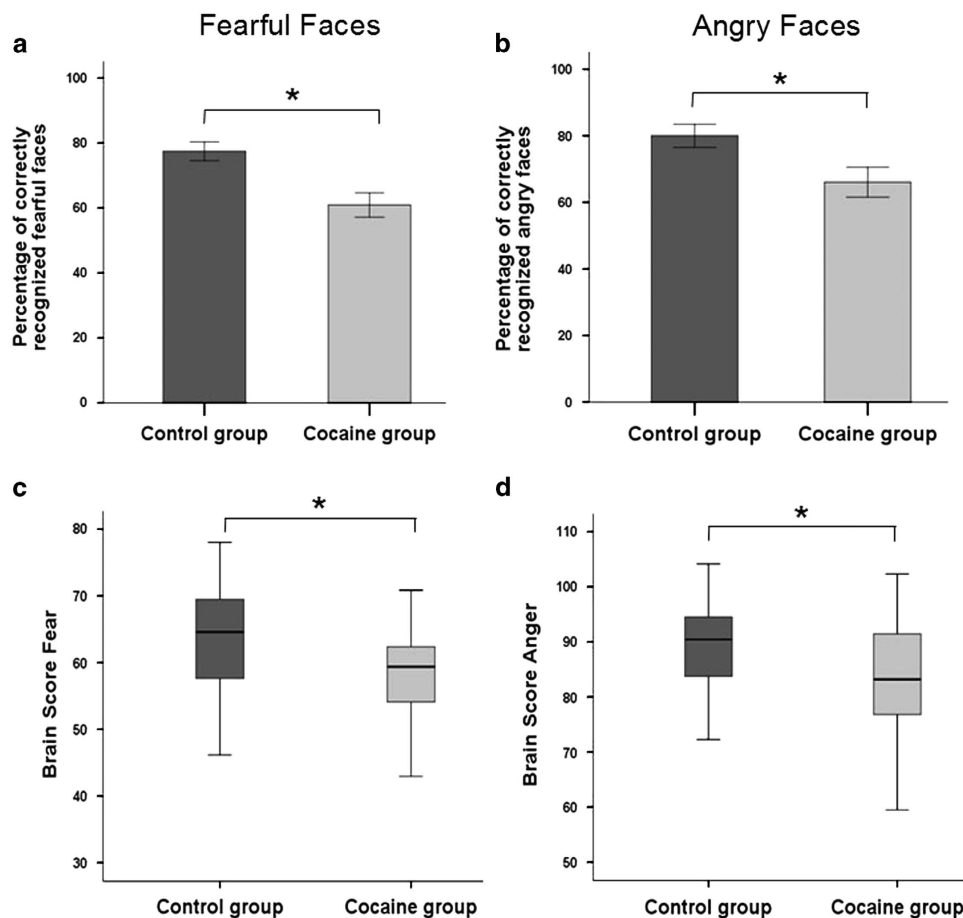 a
Fearful Faces
Percentage of correctly
recognized fearful faces
100
80
60
40
20
0
*
Control group
Cocaine group
b
Angry Faces
Percentage of correctly
recognized angry faces
100
80
60
40
20
0
*
Control group
Cocaine group
c
Brain Score Fear
80
70
60
50
40
30
*
Control group
Cocaine group
d
Brain Score Anger
110
100
90
80
70
60
50
*
Control group
Cocaine group